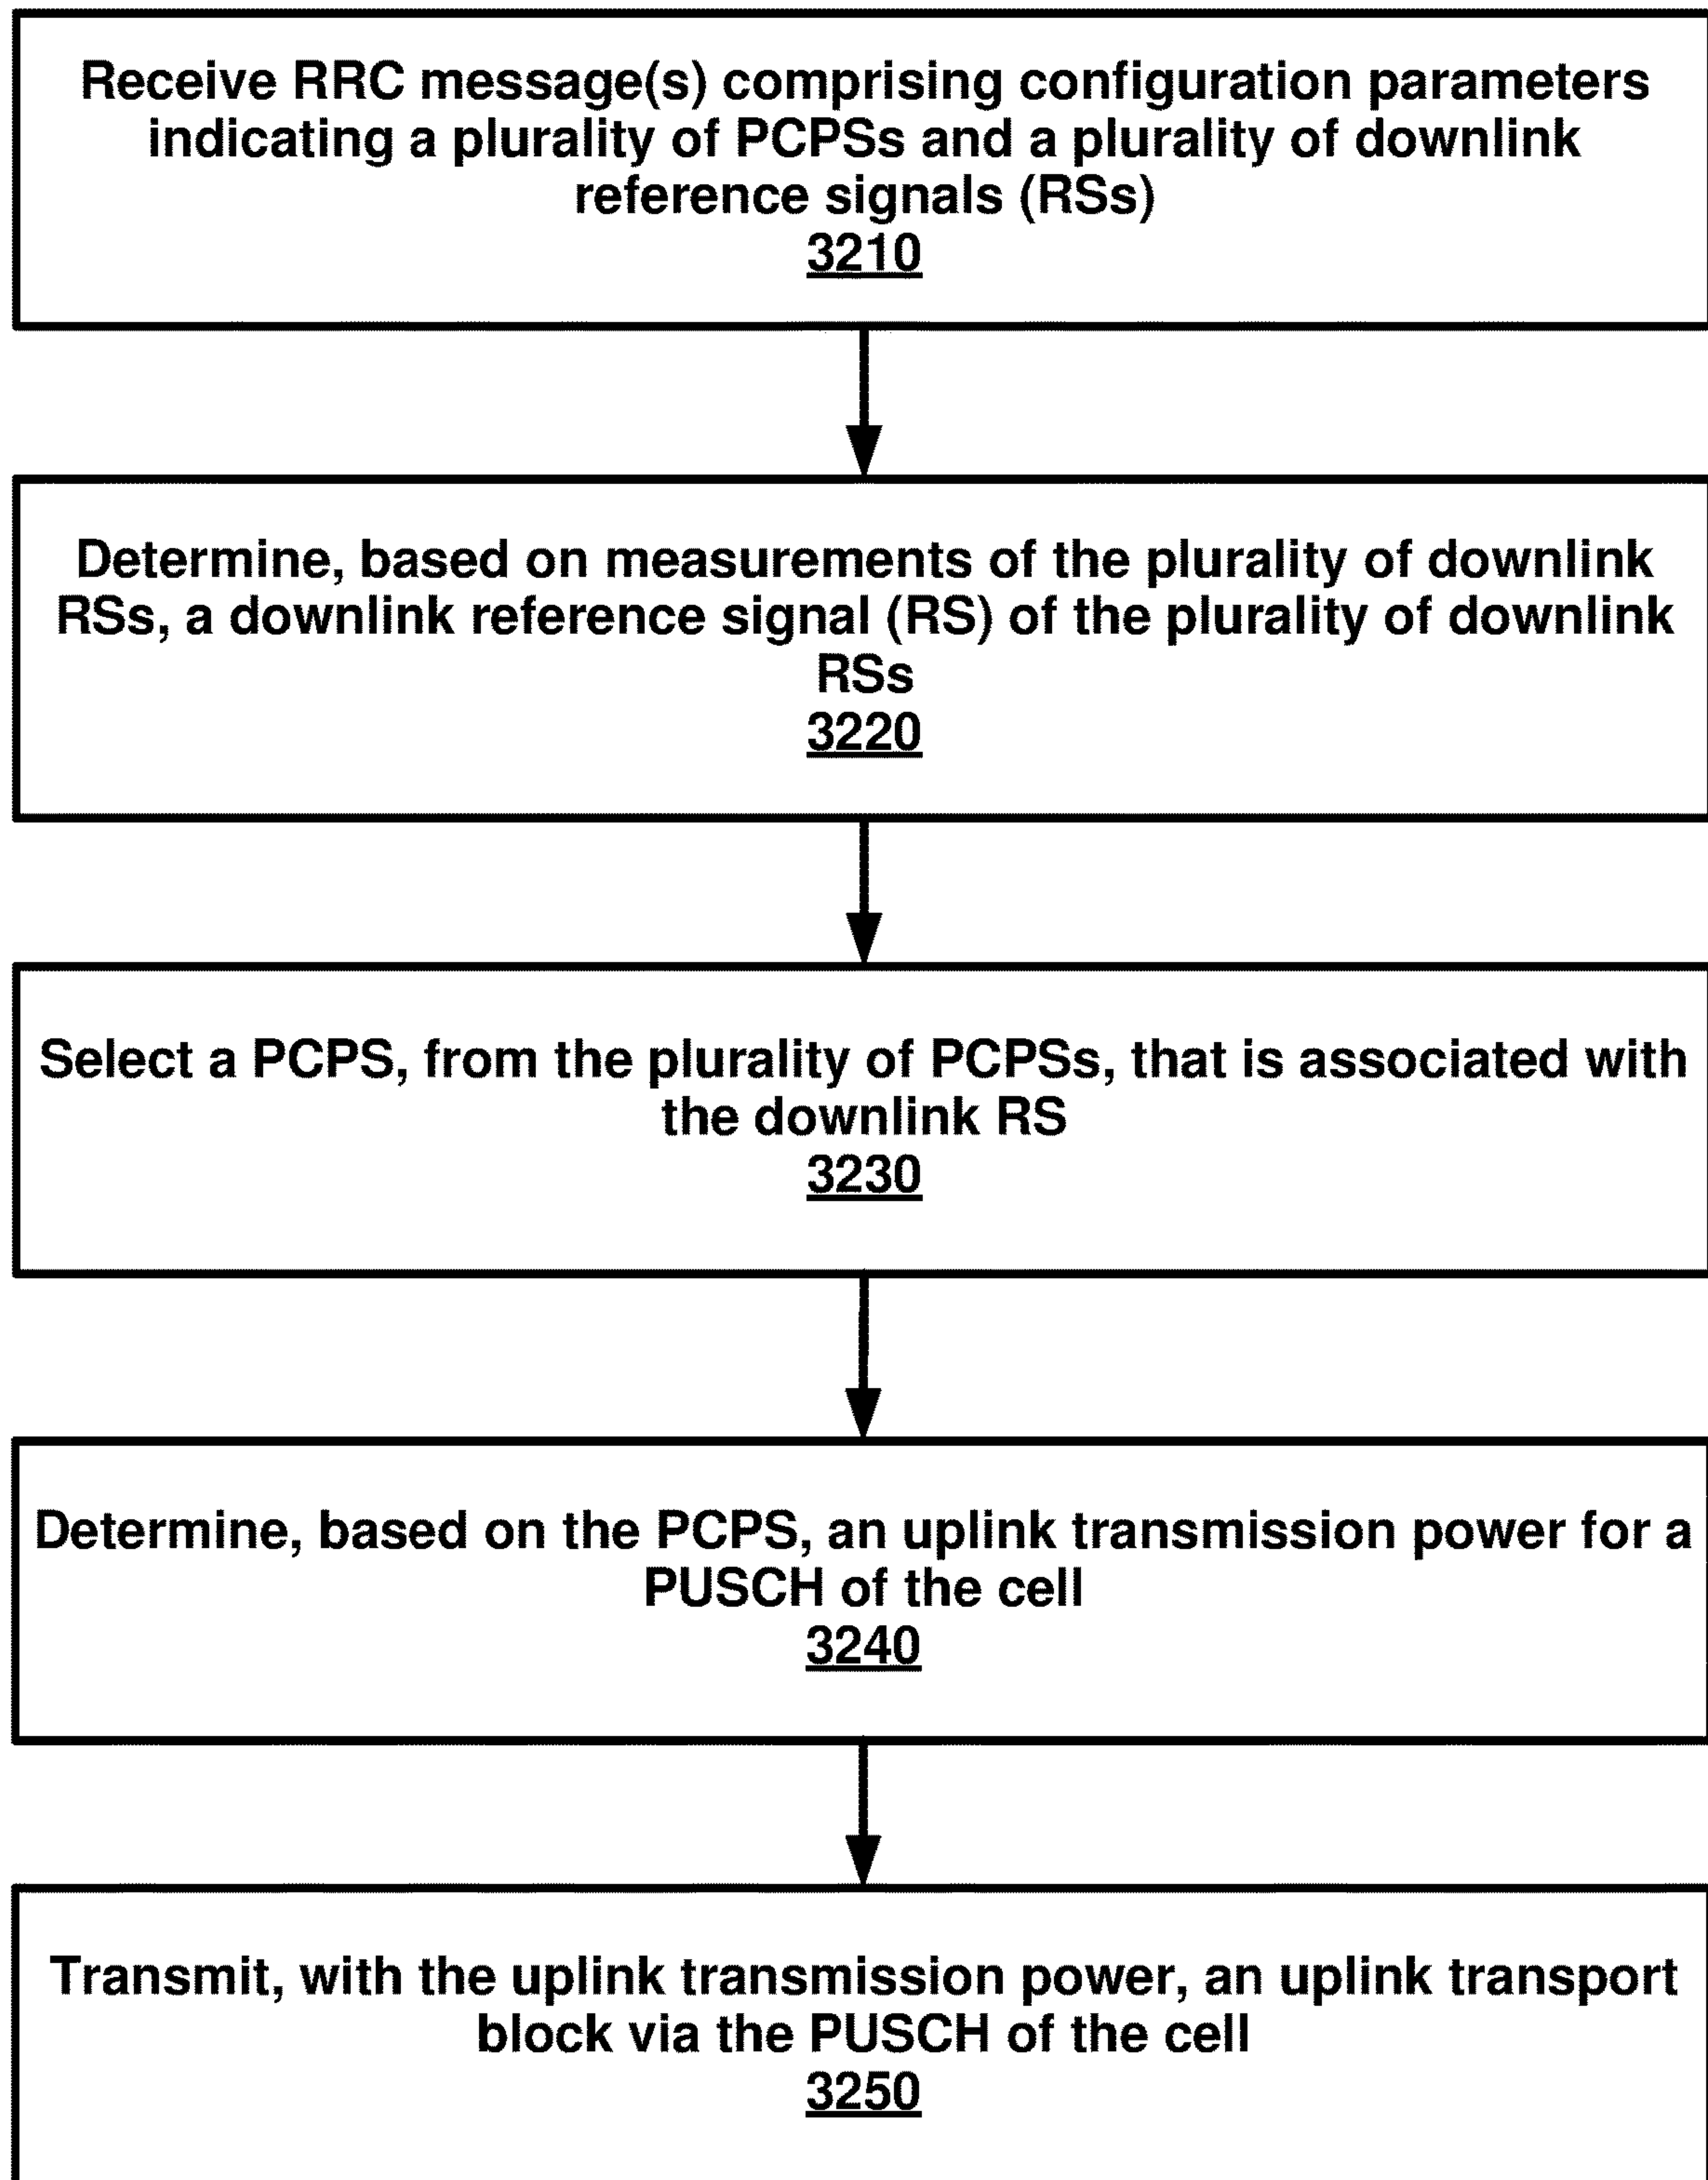 Receive RRC message(s) comprising configuration parameters
indicating a plurality of PCPSs and a plurality of downlink
reference signals (RSs)
3210
Determine, based on measurements of the plurality of downlink
RSs, a downlink reference signal (RS) of the plurality of downlink
RSs
3220
Select a PCPS, from the plurality of PCPSs, that is associated with
the downlink RS
3230
Determine, based on the PCPS, an uplink transmission power for a
PUSCH of the cell
3240
Transmit, with the uplink transmission power, an uplink transport
block via the PUSCH of the cell
3250